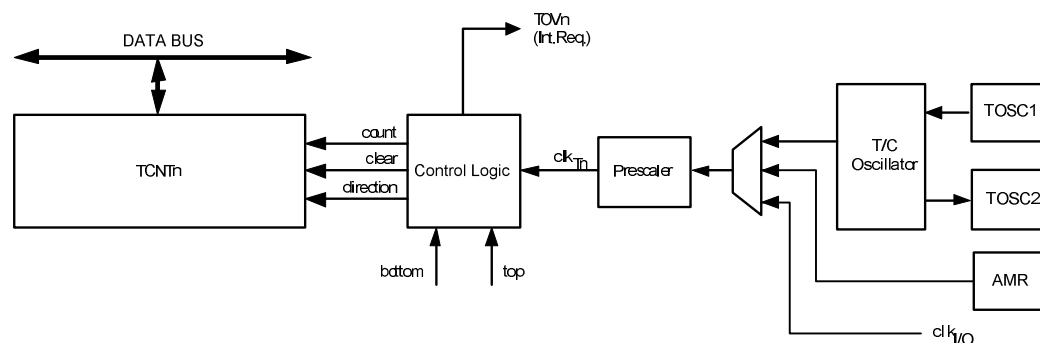 TOVn
(Int.Req.)
DATA BUS
TCNTn
count
clear
direction
Control Logic
clkTn
Prescaler
T/C
Oscillator
TOSC1
TOSC2
AMR
bottom
top
clkI/O